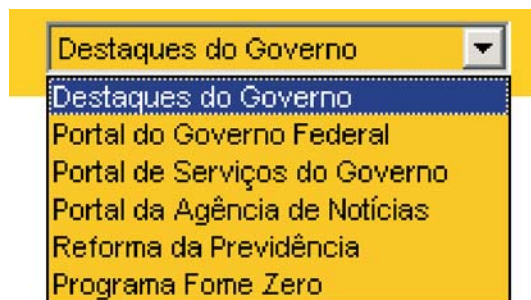 Destaques do Governo
Destaques do Governo
Portal do Governo Federal
Portal de Serviços do Governo
Portal da Agência de Notícias
Reforma da Previdência
Programa Fome Zero